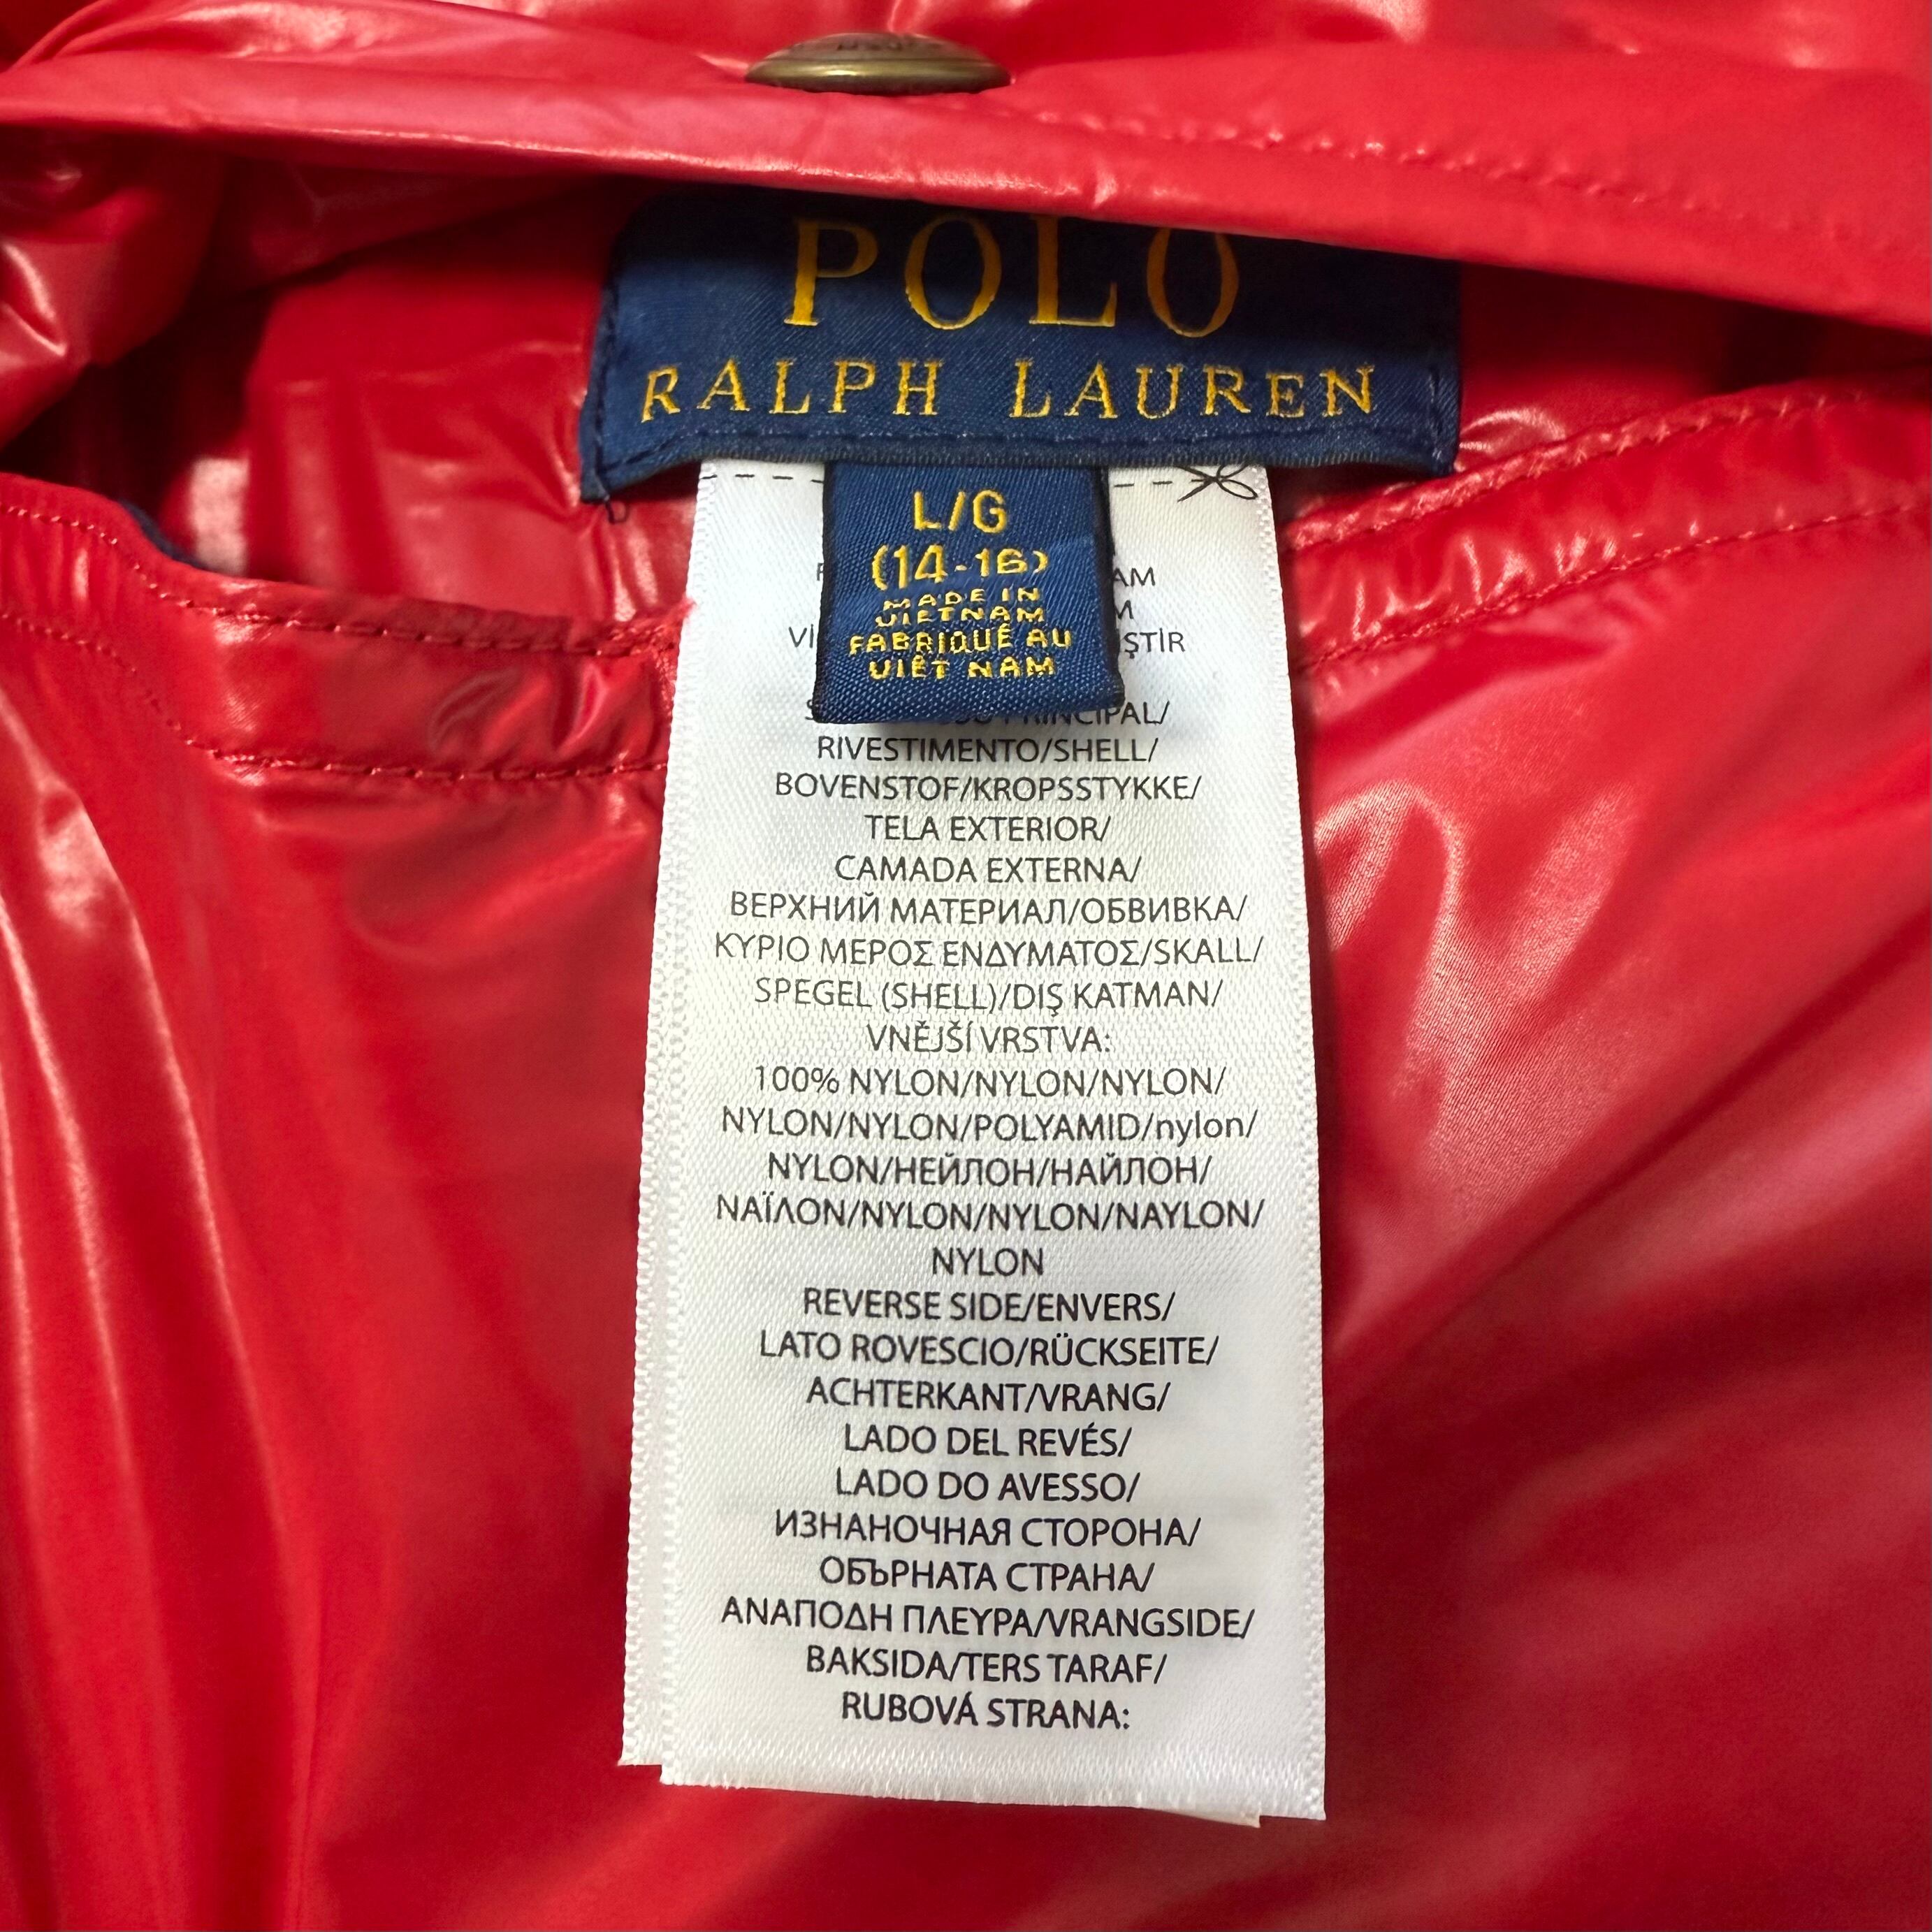 POLO
RALPH LAUREN
L/G
(14-16)
MADE IN
VIETNAM
FABRIQUÉ AU
VIÊT NAM
PRINCIPAL/
RIVESTIMENTO/SHELL/
BOVENSTOF/KROPSSTYKKE/
TELA EXTERIOR/
CAMADA EXTERNA/
ВЕРХНИЙ МАТЕРИАЛ/ОБВИВКА/
ΚΥΡΙΟ ΜΕΡΟΣ ΕΝΔΥΜΑΤΟΣ/SKALL/
SPEGEL (SHELL)/DIŞ KATMAN/
VNĚJŠÍ VRSTVA:
100% NYLON/NYLON/NYLON/
NYLON/NYLON/POLYAMID/nylon/
NYLON/НЕЙЛОН/НАЙЛОН/
ΝΑΪΛΟΝ/NYLON/NYLON/NAYLON/
NYLON
REVERSE SIDE/ENVERS/
LATO ROVESCIO/RÜCKSEITE/
ACHTERKANT/VRANG/
LADO DEL REVÉS/
LADO DO AVESSO/
ИЗНАНОЧНАЯ СТОРОНА/
ОБЪРНАТА СТРАНА/
ΑΝΑΠΟΔΗ ΠΛΕΥΡΑ/VRANGSIDE/
BAKSIDA/TERS TARAF/
RUBOVÁ STRANA: